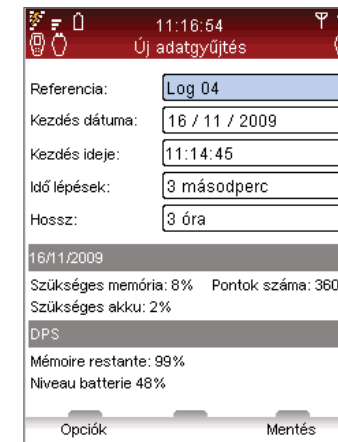 11:16:54
Új adatgyűjtés
Referencia: Log 04
Kezdés dátuma: 16 / 11 / 2009
Kezdés ideje: 11:14:45
Idő lépések: 3 másodperc
Hossz: 3 óra
16/11/2009
Szükséges memória: 8% Pontok száma: 360
Szükséges akku: 2%
DPS
Mémoire restante: 99%
Niveau batterie 48%
Opciók Mentés